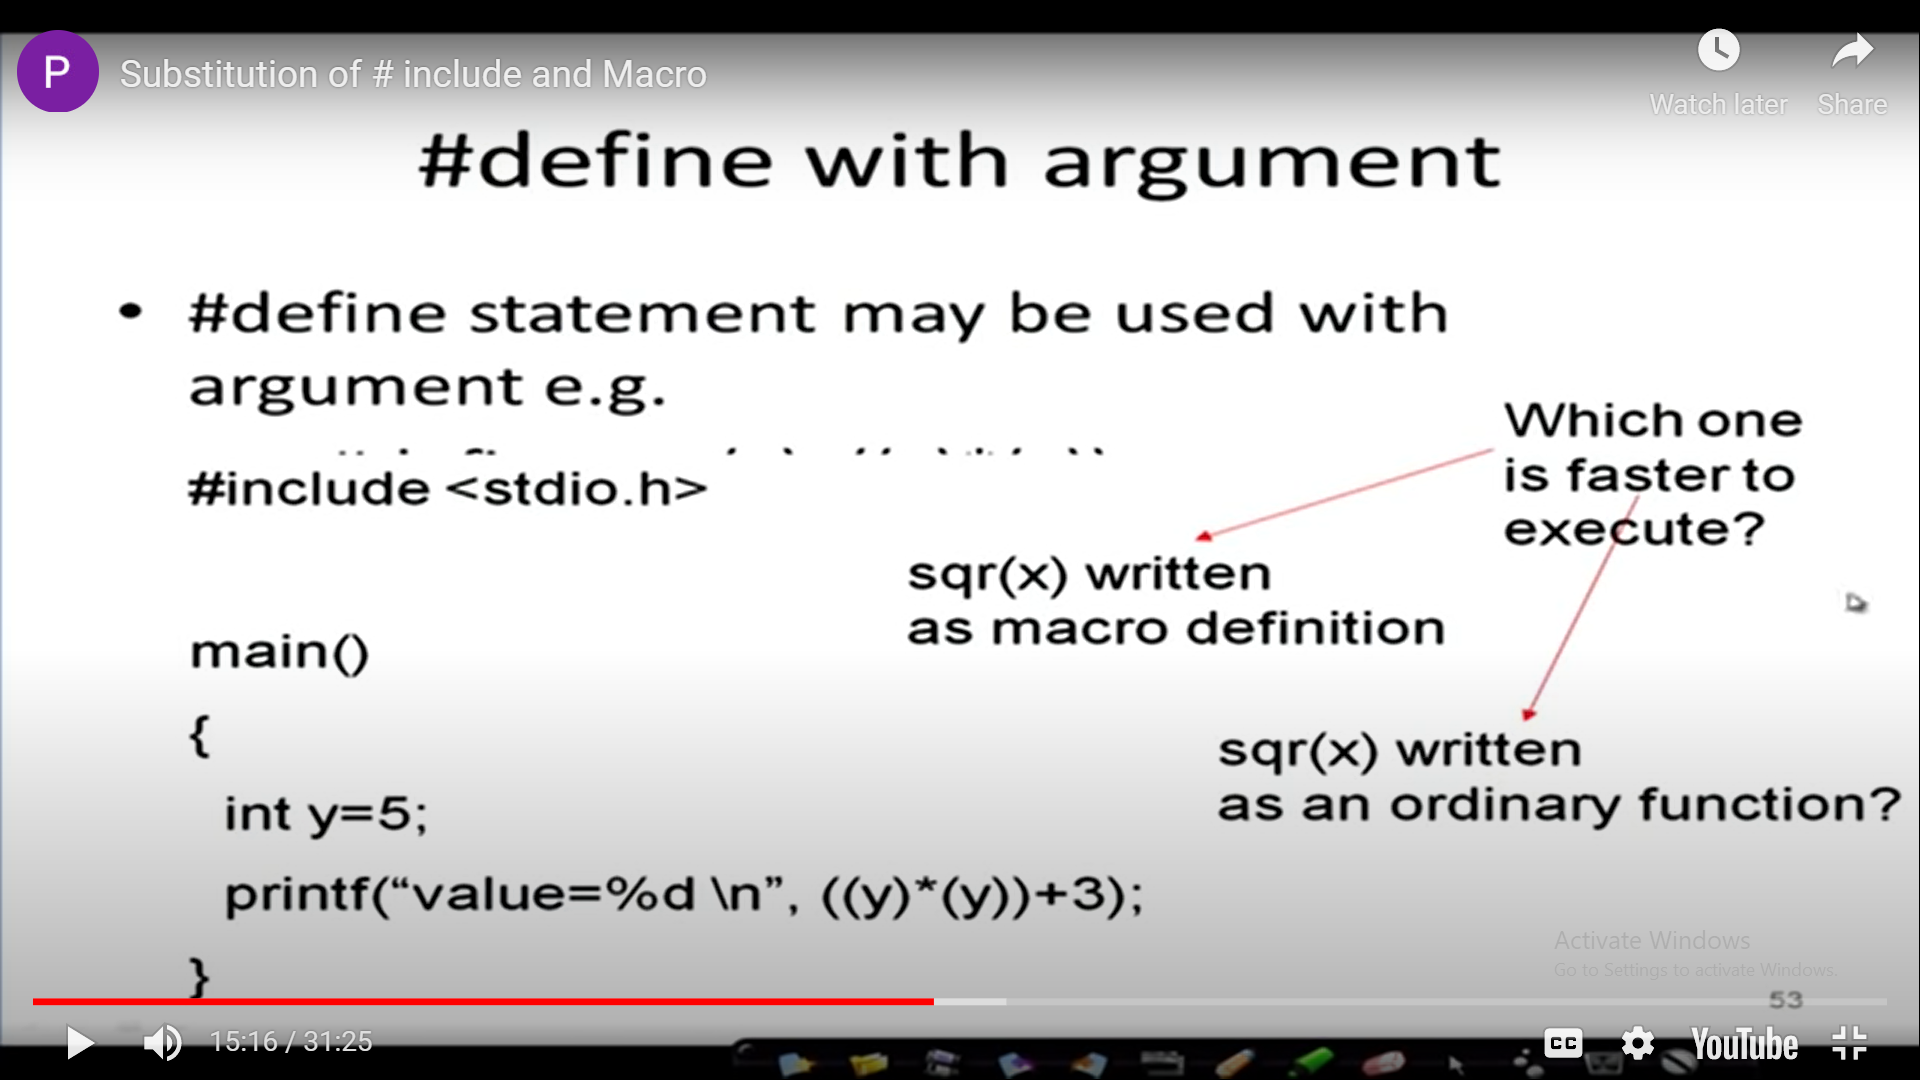 P
Substitution of # include and Macro
Watch later
Share
#define with argument
• #define statement may be used with
argument e.g.
#include <stdio.h>
main()
{
int y=5;
printf(“value=%d \n”, ((y)*(y))+3);
}
Which one
is faster to
execute?
sqr(x) written
as macro definition
sqr(x) written
as an ordinary function?
Activate Windows
Go to Settings to activate Windows.
53
15:16 / 31:25
CC
YouTube